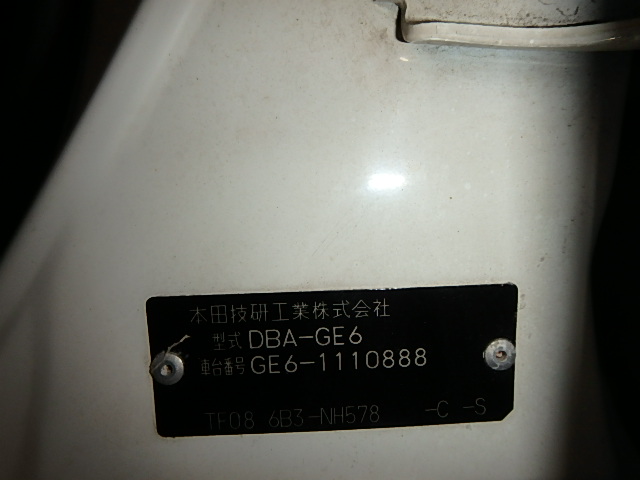 本田技研工業株式会社
型式 DBA-GE6
車台番号 GE6-1110888
TF08 6B3-NH578 -C -S